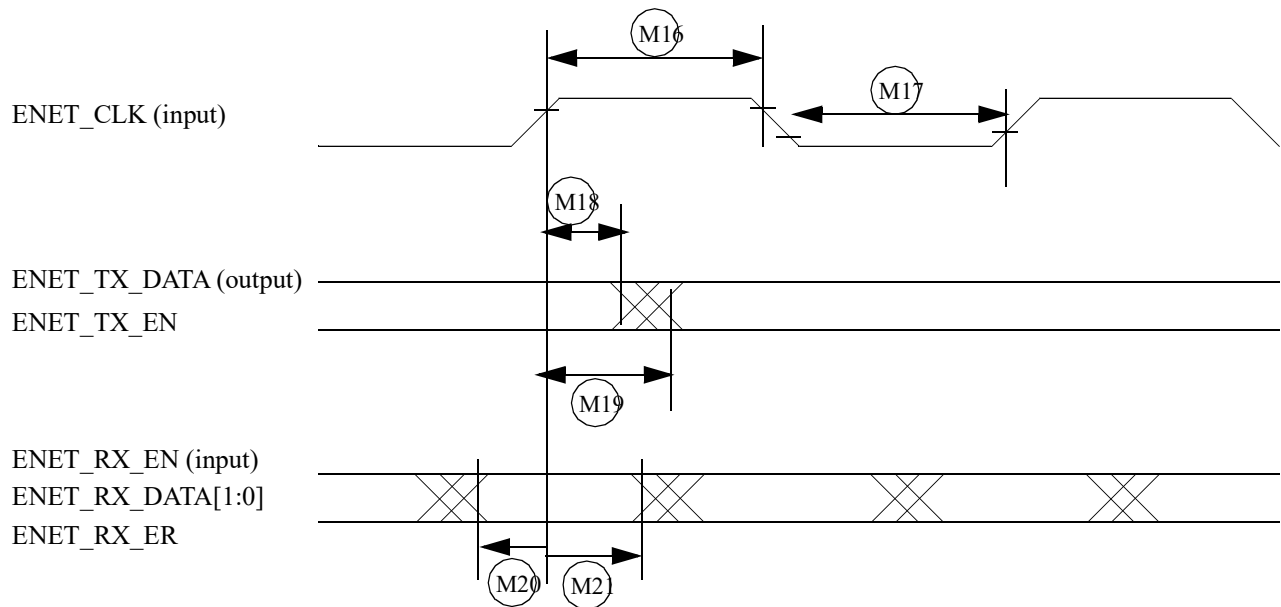 M16
ENET_CLK (input)
M17
M18
ENET_TX_DATA (output)
ENET_TX_EN
M19
ENET_RX_EN (input)
ENET_RX_DATA[1:0]
ENET_RX_ER
M20
M21